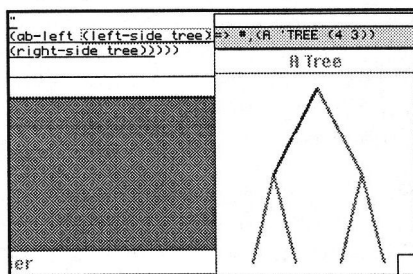 "
(ab-left (left-side tree)=> #,(A 'TREE (4 3))
(right-side tree)))))
A Tree
er